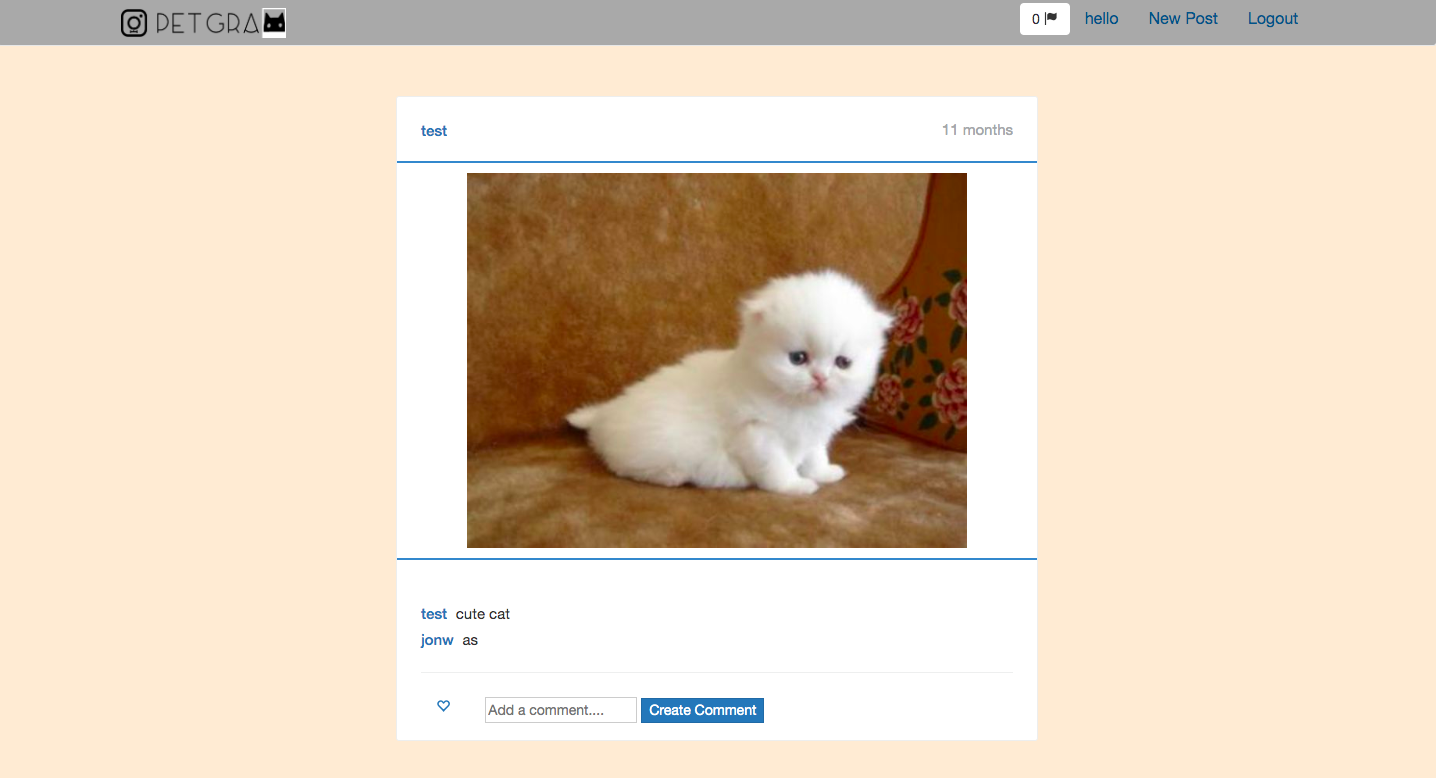 PETGRA
0
hello
New Post
Logout
test
11 months
test cute cat
jonw as
Add a comment....
Create Comment